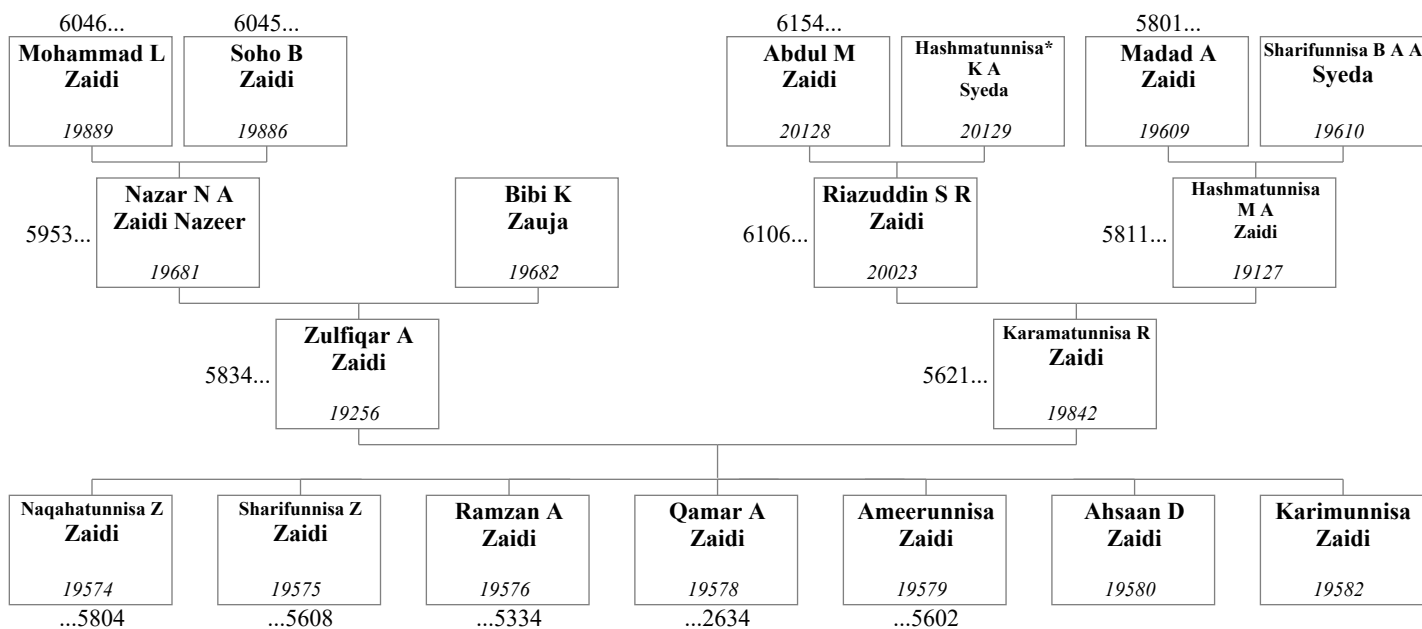 6046...
6045...
6154...
5801...
Mohammad L
Zaidi
19889
Soho B
Zaidi
19886
Abdul M
Zaidi
20128
Hashmatunnisa*
K A
Syeda
20129
Madad A
Zaidi
19609
Sharifunnisa B A A
Syeda
19610
5953...
Nazar N A
Zaidi Nazeer
19681
Bibi K
Zauja
19682
6106...
Riazuddin S R
Zaidi
20023
5811...
Hashmatunnisa
M A
Zaidi
19127
5834...
Zulfiqar A
Zaidi
19256
5621...
Karamatunnisa R
Zaidi
19842
Naqahatunnisa Z
Zaidi
19574
...5804
Sharifunnisa Z
Zaidi
19575
...5608
Ramzan A
Zaidi
19576
...5334
Qamar A
Zaidi
19578
...2634
Ameerunnisa
Zaidi
19579
...5602
Ahsaan D
Zaidi
19580
Karimunnisa
Zaidi
19582